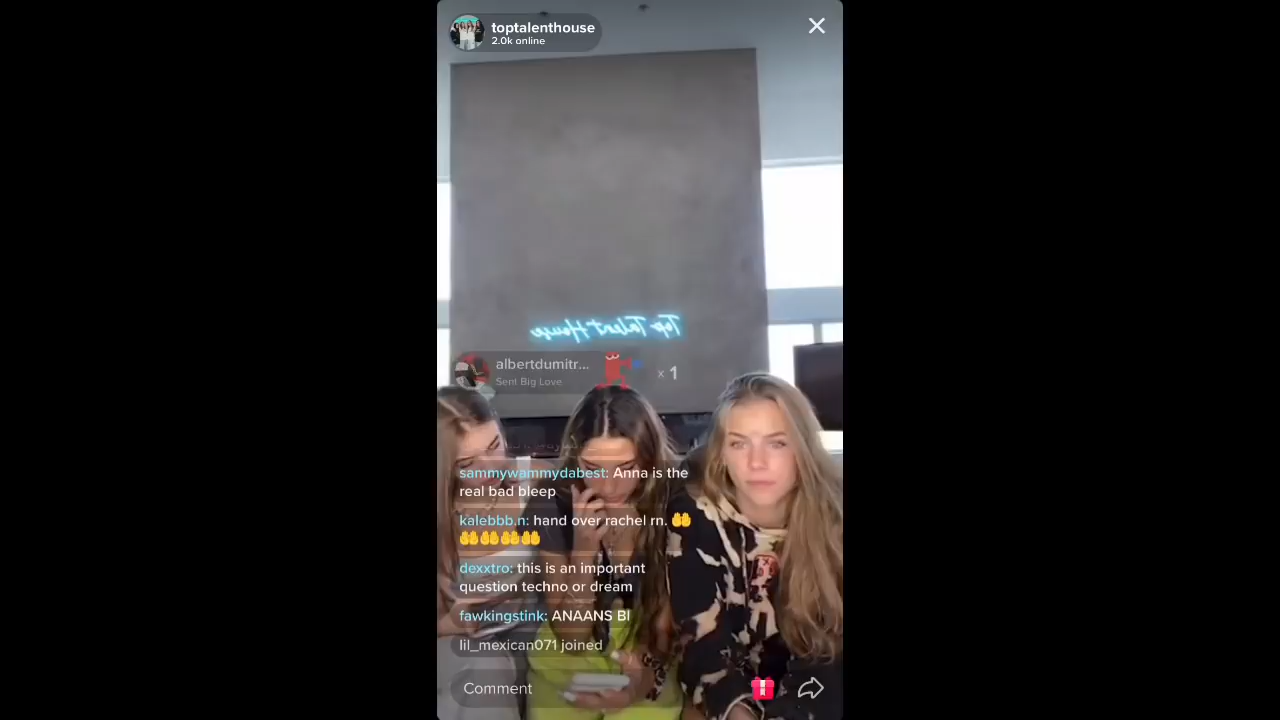 toptalenthouse
2.0k online
Top Talent House
albertdumitr...
Sent Big Love
x 1
sammywammydabest: Anna is the
real bad bleep
kalebbb.n: hand over rachel rn. 🤲
🤲🤲🤲🤲
dexxtro: this is an important
question techno or dream
fawkingstink: ANAANS BI
lil_mexican071 joined
Comment